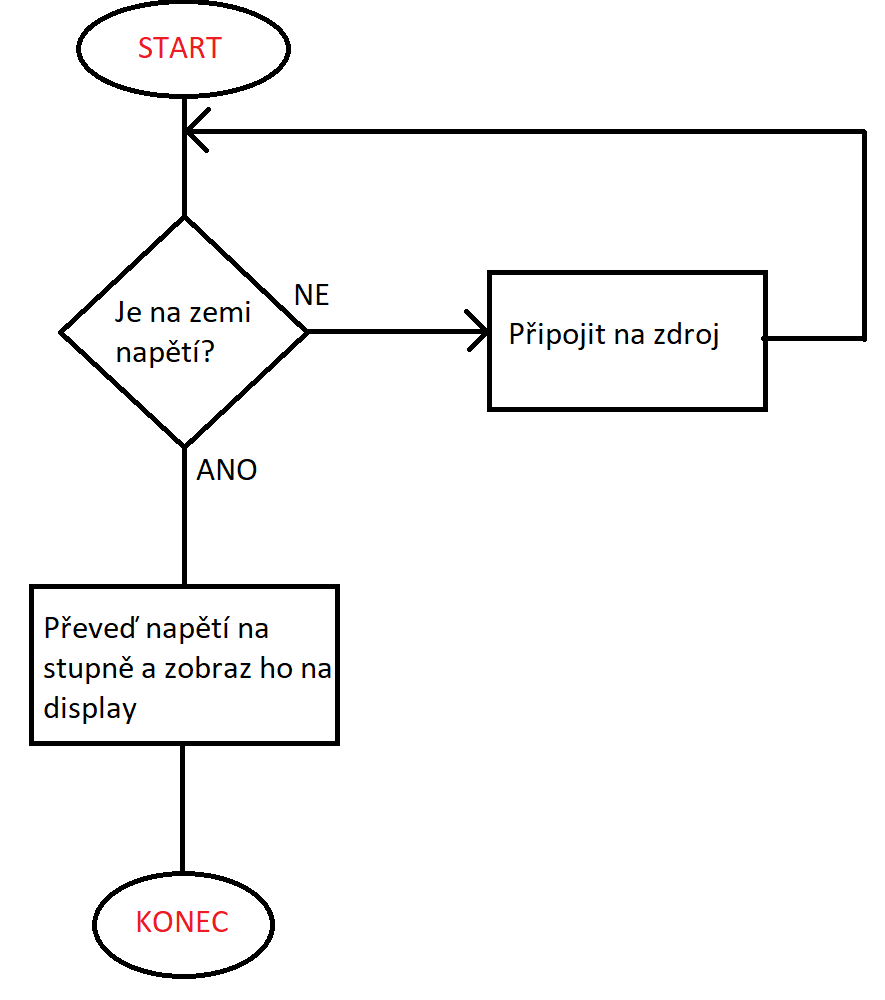 START
Je na zemi
napětí?
NE
Připojit na zdroj
ANO
Převeď napětí na
stupně a zobraz ho na
display
KONEC